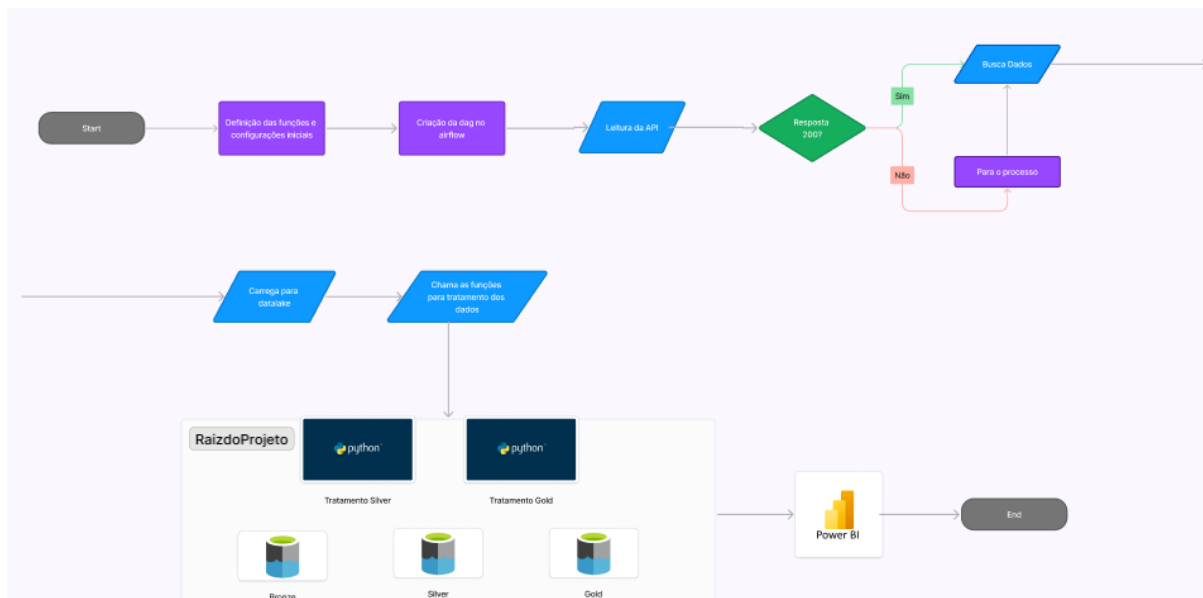 Start
Definição das funções e
configurações iniciais
Criação da dag no
airflow
Leitura da API
Resposta
200?
Sim
Não
Busca Dados
Para o processo
Carrega para
datalake
Chama as funções
para tratamento dos
dados
RaizdoProjeto
python
python
Tratamento Silver
Tratamento Gold
Bronze
Silver
Gold
Power BI
End